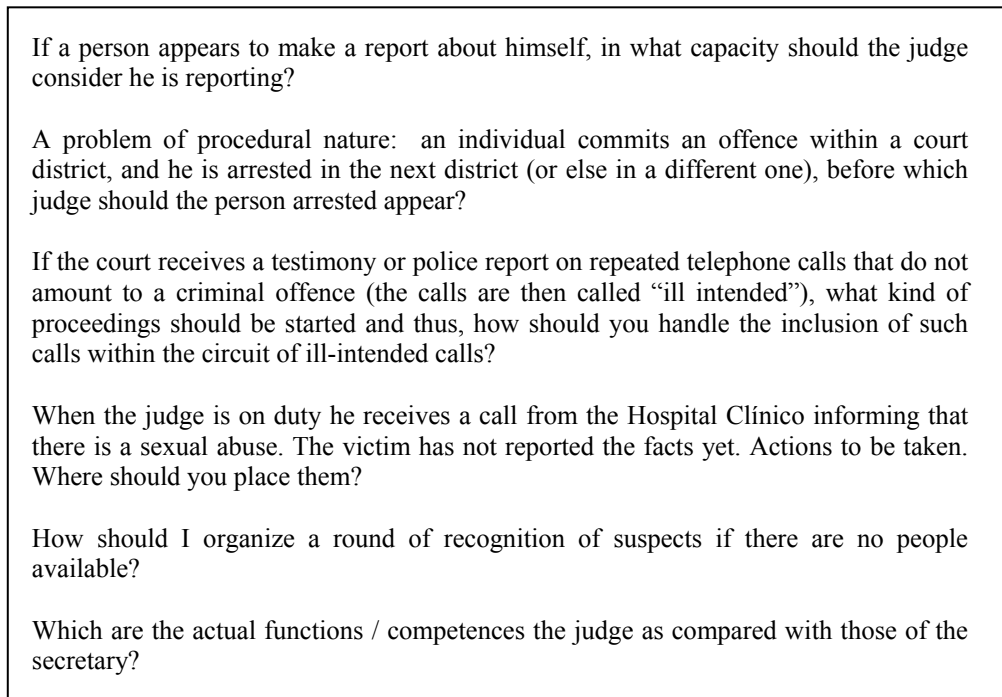 If a person appears to make a report about himself, in what capacity should the judge
consider he is reporting?
A problem of procedural nature: an individual commits an offence within a court
district, and he is arrested in the next district (or else in a different one), before which
judge should the person arrested appear?
If the court receives a testimony or police report on repeated telephone calls that do not
amount to a criminal offence (the calls are then called “ill intended”), what kind of
proceedings should be started and thus, how should you handle the inclusion of such
calls within the circuit of ill-intended calls?
When the judge is on duty he receives a call from the Hospital Clínico informing that
there is a sexual abuse. The victim has not reported the facts yet. Actions to be taken.
Where should you place them?
How should I organize a round of recognition of suspects if there are no people
available?
Which are the actual functions / competences the judge as compared with those of the
secretary?